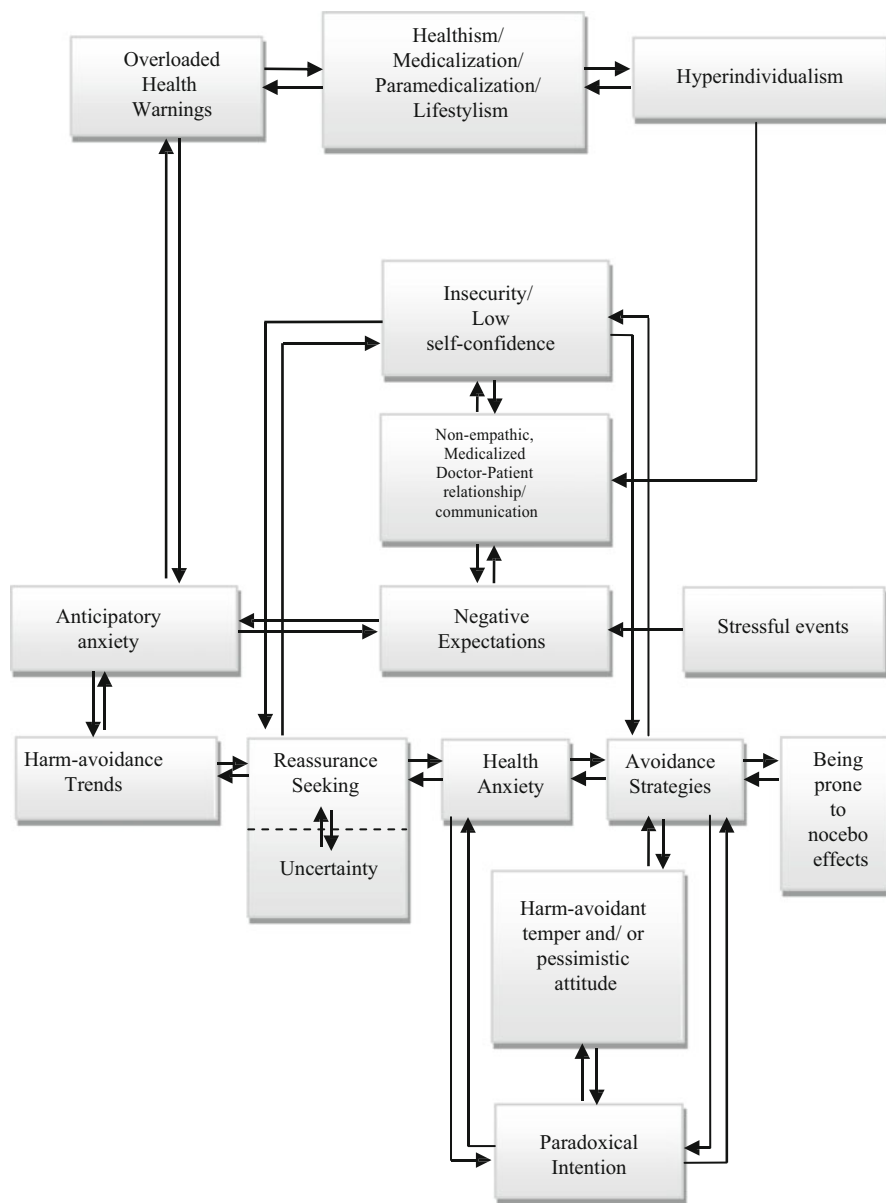 Overloaded
Health
Warnings
Healthism/
Medicalization/
Paramedicalization/
Lifestylism
Hyperindividualism
Insecurity/
Low
self-confidence
Non-empathic,
Medicalized
Doctor-Patient
relationship/
communication
Anticipatory
anxiety
Negative
Expectations
Stressful events
Harm-avoidance
Trends
Reassurance
Seeking
Uncertainty
Health
Anxiety
Avoidance
Strategies
Being
prone
to
nocebo
effects
Harm-avoidant
temper and/ or
pessimistic
attitude
Paradoxical
Intention